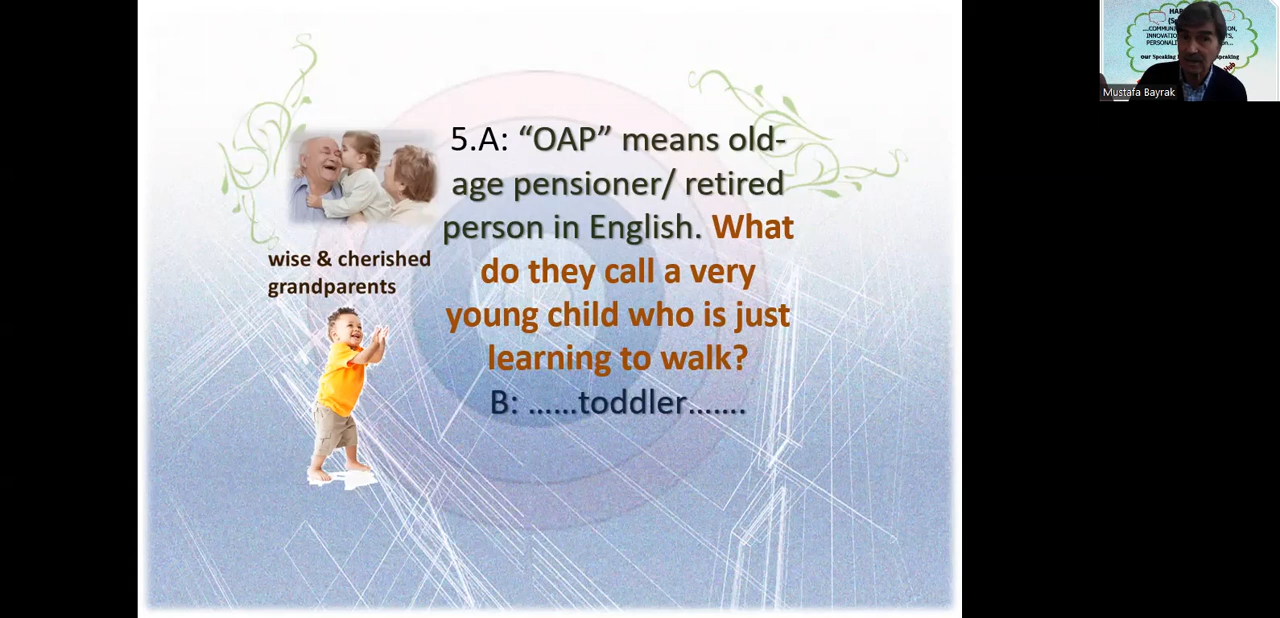 5.A: “OAP” means old-
age pensioner/ retired
person in English. What
do they call a very
young child who is just
learning to walk?
B: ......toddler.......
wise & cherished
grandparents
Mustafa Bayrak